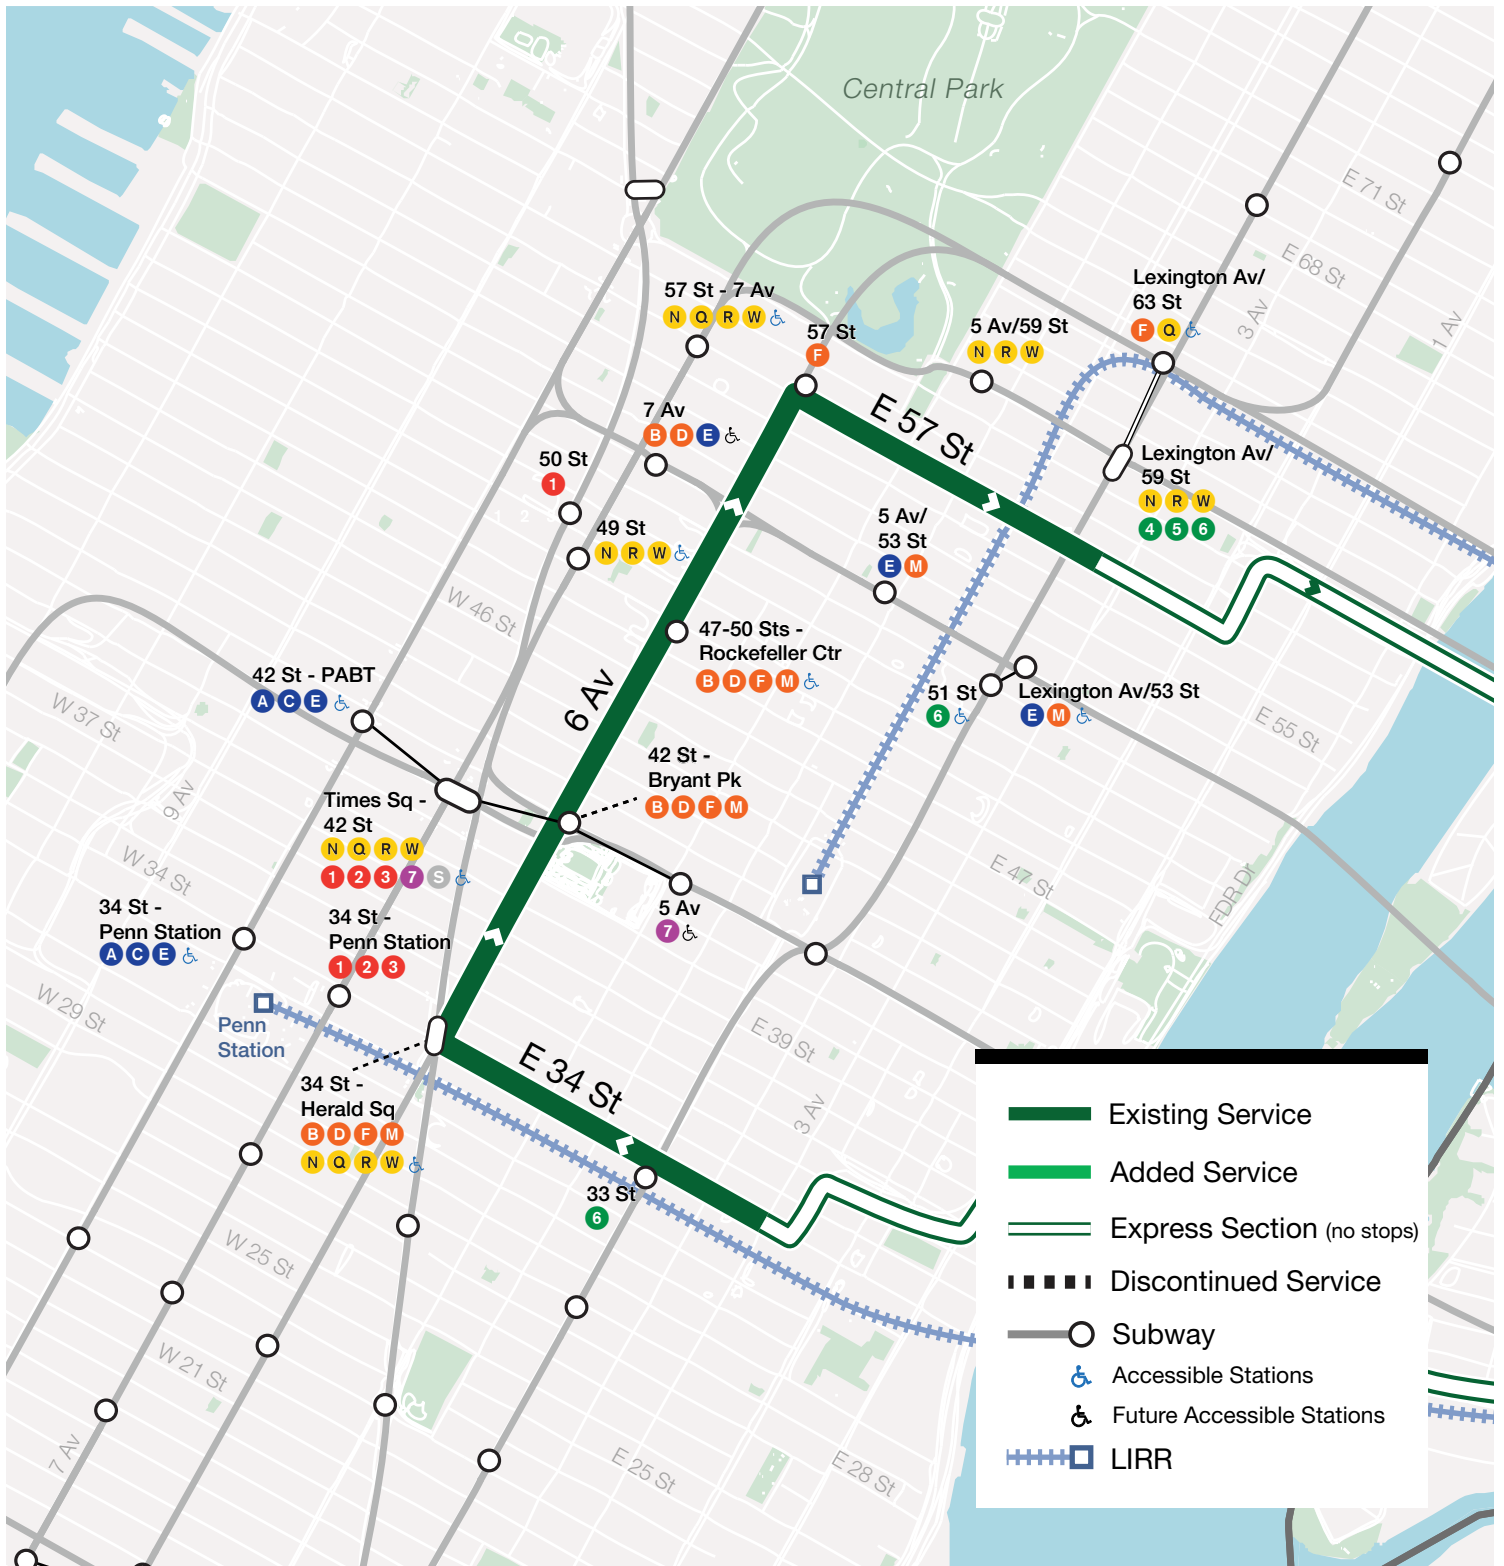 Central Park
E 71 St
E 68 St
3 Av
1 Av
Lexington Av/
63 St
F Q
57 St - 7 Av
N Q R W
57 St
F
5 Av/59 St
N R W
E 57 St
7 Av
B D E
Lexington Av/
59 St
N R W
4 5 6
50 St
1
2
49 St
N R W
5 Av/
53 St
E M
W 46 St
47-50 Sts -
Rockefeller Ctr
B D F M
6 Av
42 St - PABT
A C E
51 St
6
Lexington Av/53 St
E M
W 37 St
E 55 St
42 St -
Bryant Pk
B D F M
9 Av
Times Sq -
42 St
N Q R W
1 2 3 7 S
W 34 St
E 47 St
FDR Dr
34 St -
Penn Station
A C E
34 St -
Penn Station
1 2 3
5 Av
7
W 29 St
Penn
Station
E 39 St
E 34 St
3 Av
34 St -
Herald Sq
B D F M
N Q R W
33 St
6
W 25 St
W 21 St
7 Av
E 25 St
E 28 St
Existing Service
Added Service
Express Section (no stops)
Discontinued Service
Subway
Accessible Stations
Future Accessible Stations
LIRR